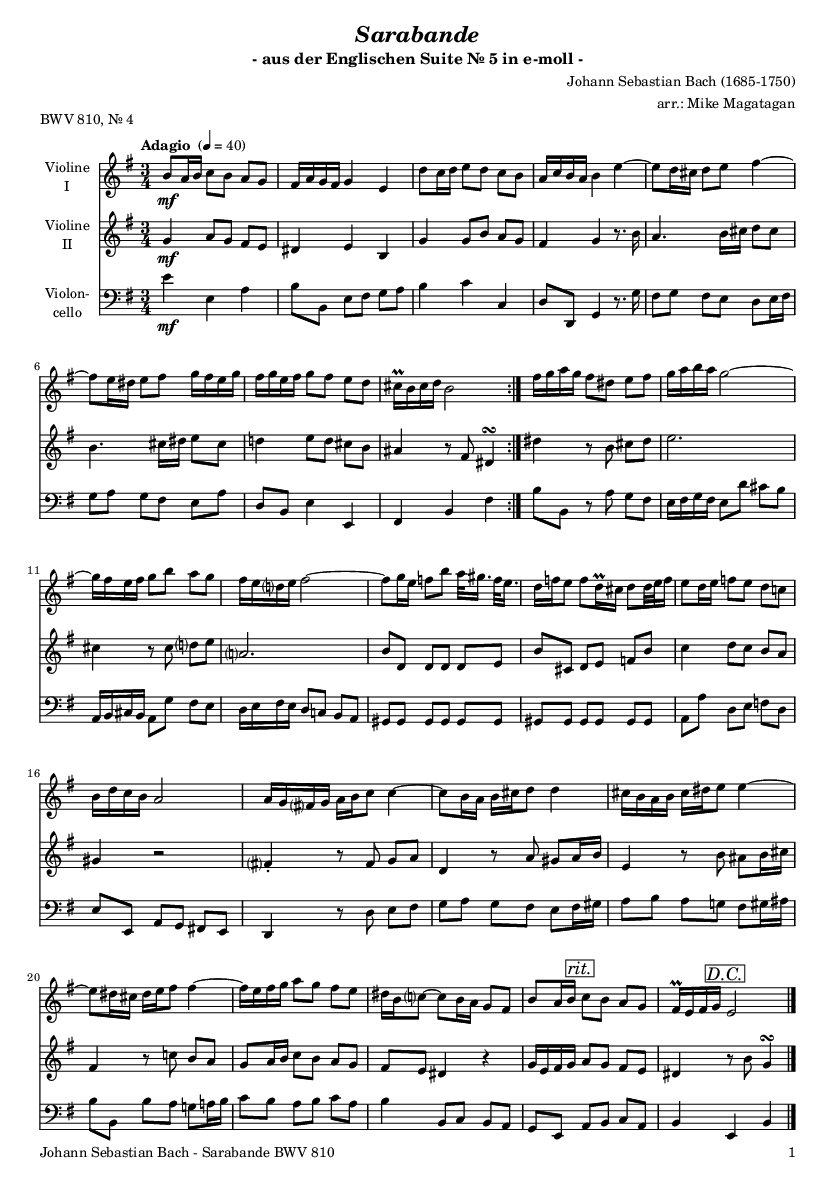 Sarabande
- aus der Englischen Suite № 5 in e-moll -
Johann Sebastian Bach (1685-1750)
arr.: Mike Magatagan
BWV 810, № 4
Adagio (♩ = 40)
Violine
I
mf
Violine
II
mf
Violon-
cello
mf
6
11
16
20
rit.
D.C.
Johann Sebastian Bach - Sarabande BWV 810
1